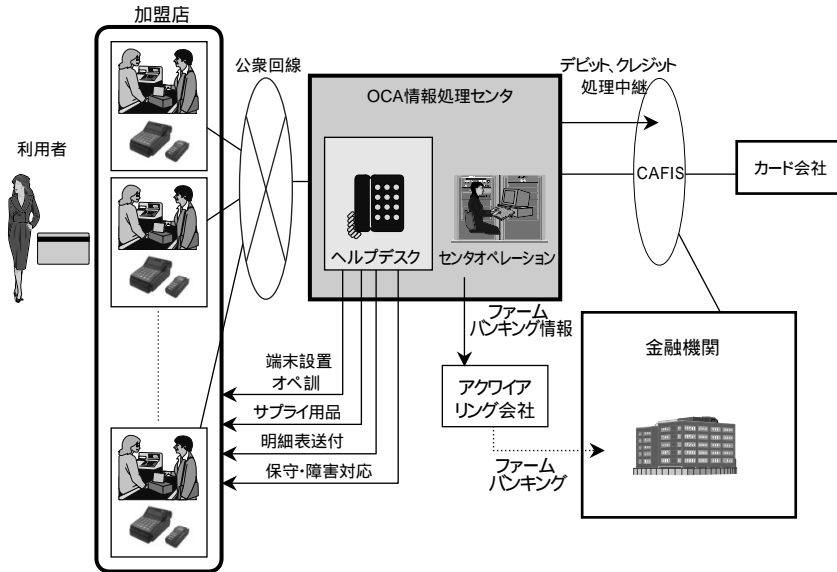 加盟店
利用者
公衆回線
OCA情報処理センタ
ヘルプデスク
センタオペレーション
デビット、クレジット
処理中継
CAFIS
カード会社
ファーム
バンキング情報
金融機関
アクワイア
リング会社
ファーム
バンキング
端末設置
オペ訓
サプライ用品
明細表送付
保守・障害対応